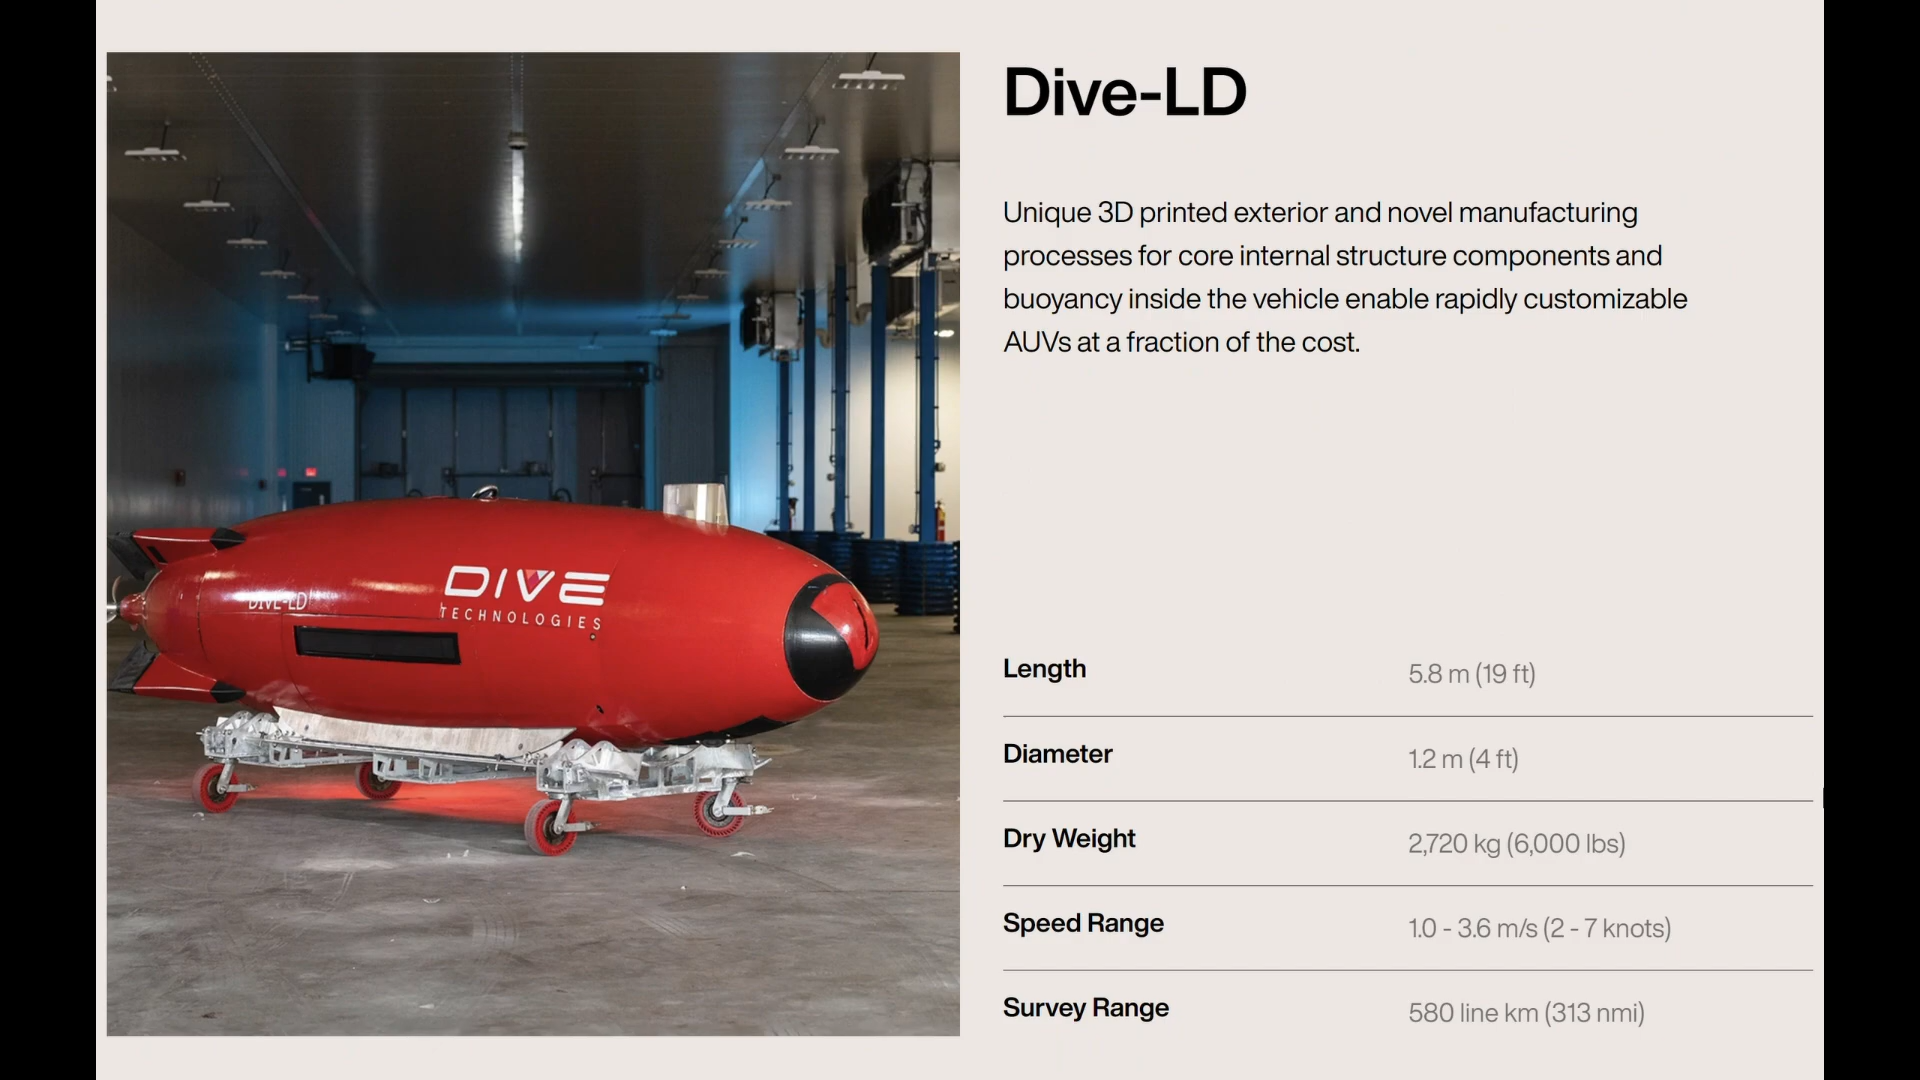 Dive-LD
Unique 3D printed exterior and novel manufacturing
processes for core internal structure components and
buoyancy inside the vehicle enable rapidly customizable
AUVs at a fraction of the cost.
DIVE
TECHNOLOGIES
DIVE-LD
Length 5.8 m (19 ft)
Diameter 1.2 m (4 ft)
Dry Weight 2,720 kg (6,000 lbs)
Speed Range 1.0 - 3.6 m/s (2 - 7 knots)
Survey Range 580 line km (313 nmi)